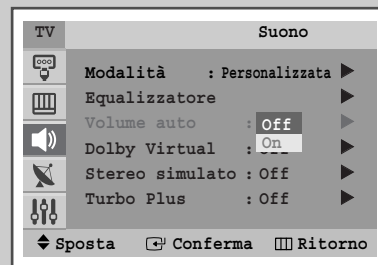 TV Suono
Modalità : Personalizzata
Equalizzatore
Volume auto : Off
On
Dolby Virtual :
Stereo simulato : Off
Turbo Plus : Off
Sposta Conferma Ritorno